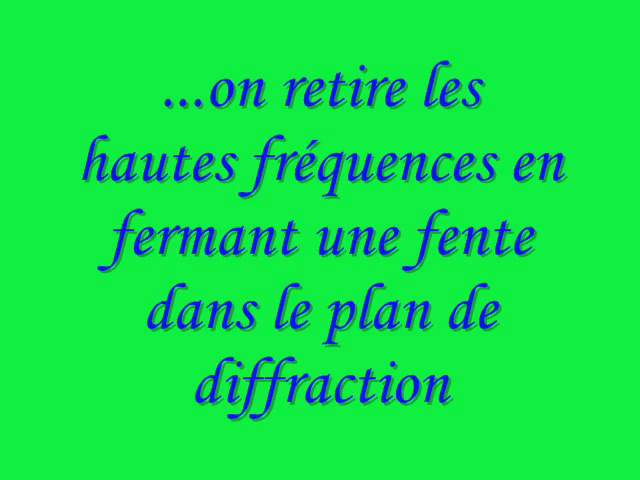 ...on retire les
hautes fréquences en
fermant une fente
dans le plan de
diffraction